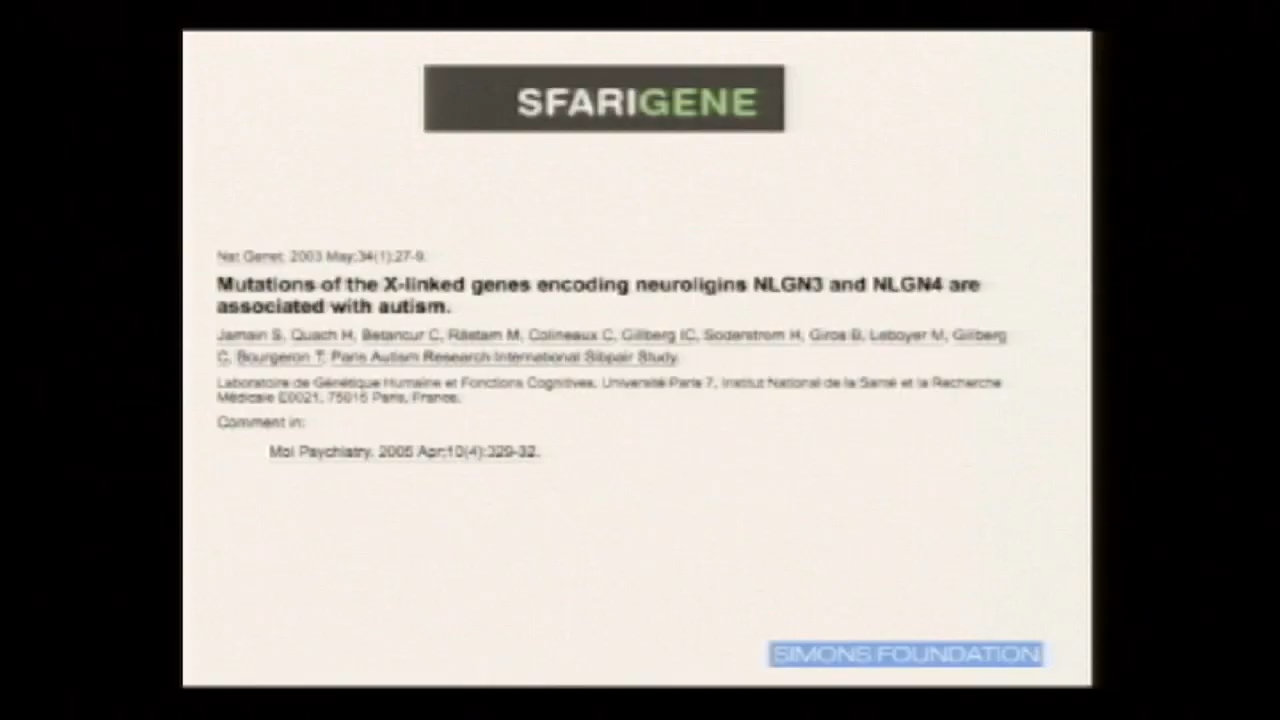 SFARIGENE
Nat Genet. 2003 May;34(1):27-9.
Mutations of the X-linked genes encoding neuroligins NLGN3 and NLGN4 are
associated with autism.
Jamain S, Quach H, Betancur C, Råstam M, Colineaux C, Gillberg IC, Soderstrom H, Giros B, Leboyer M, Gillberg
C, Bourgeron T; Paris Autism Research International Sibpair Study.
Laboratoire de Génétique Humaine et Fonctions Cognitives, Université Paris 7, Institut National de la Santé et la Recherche
Médicale E0021, 75015 Paris, France.
Comment in:
Mol Psychiatry. 2005 Apr;10(4):329-32.
SIMONS FOUNDATION